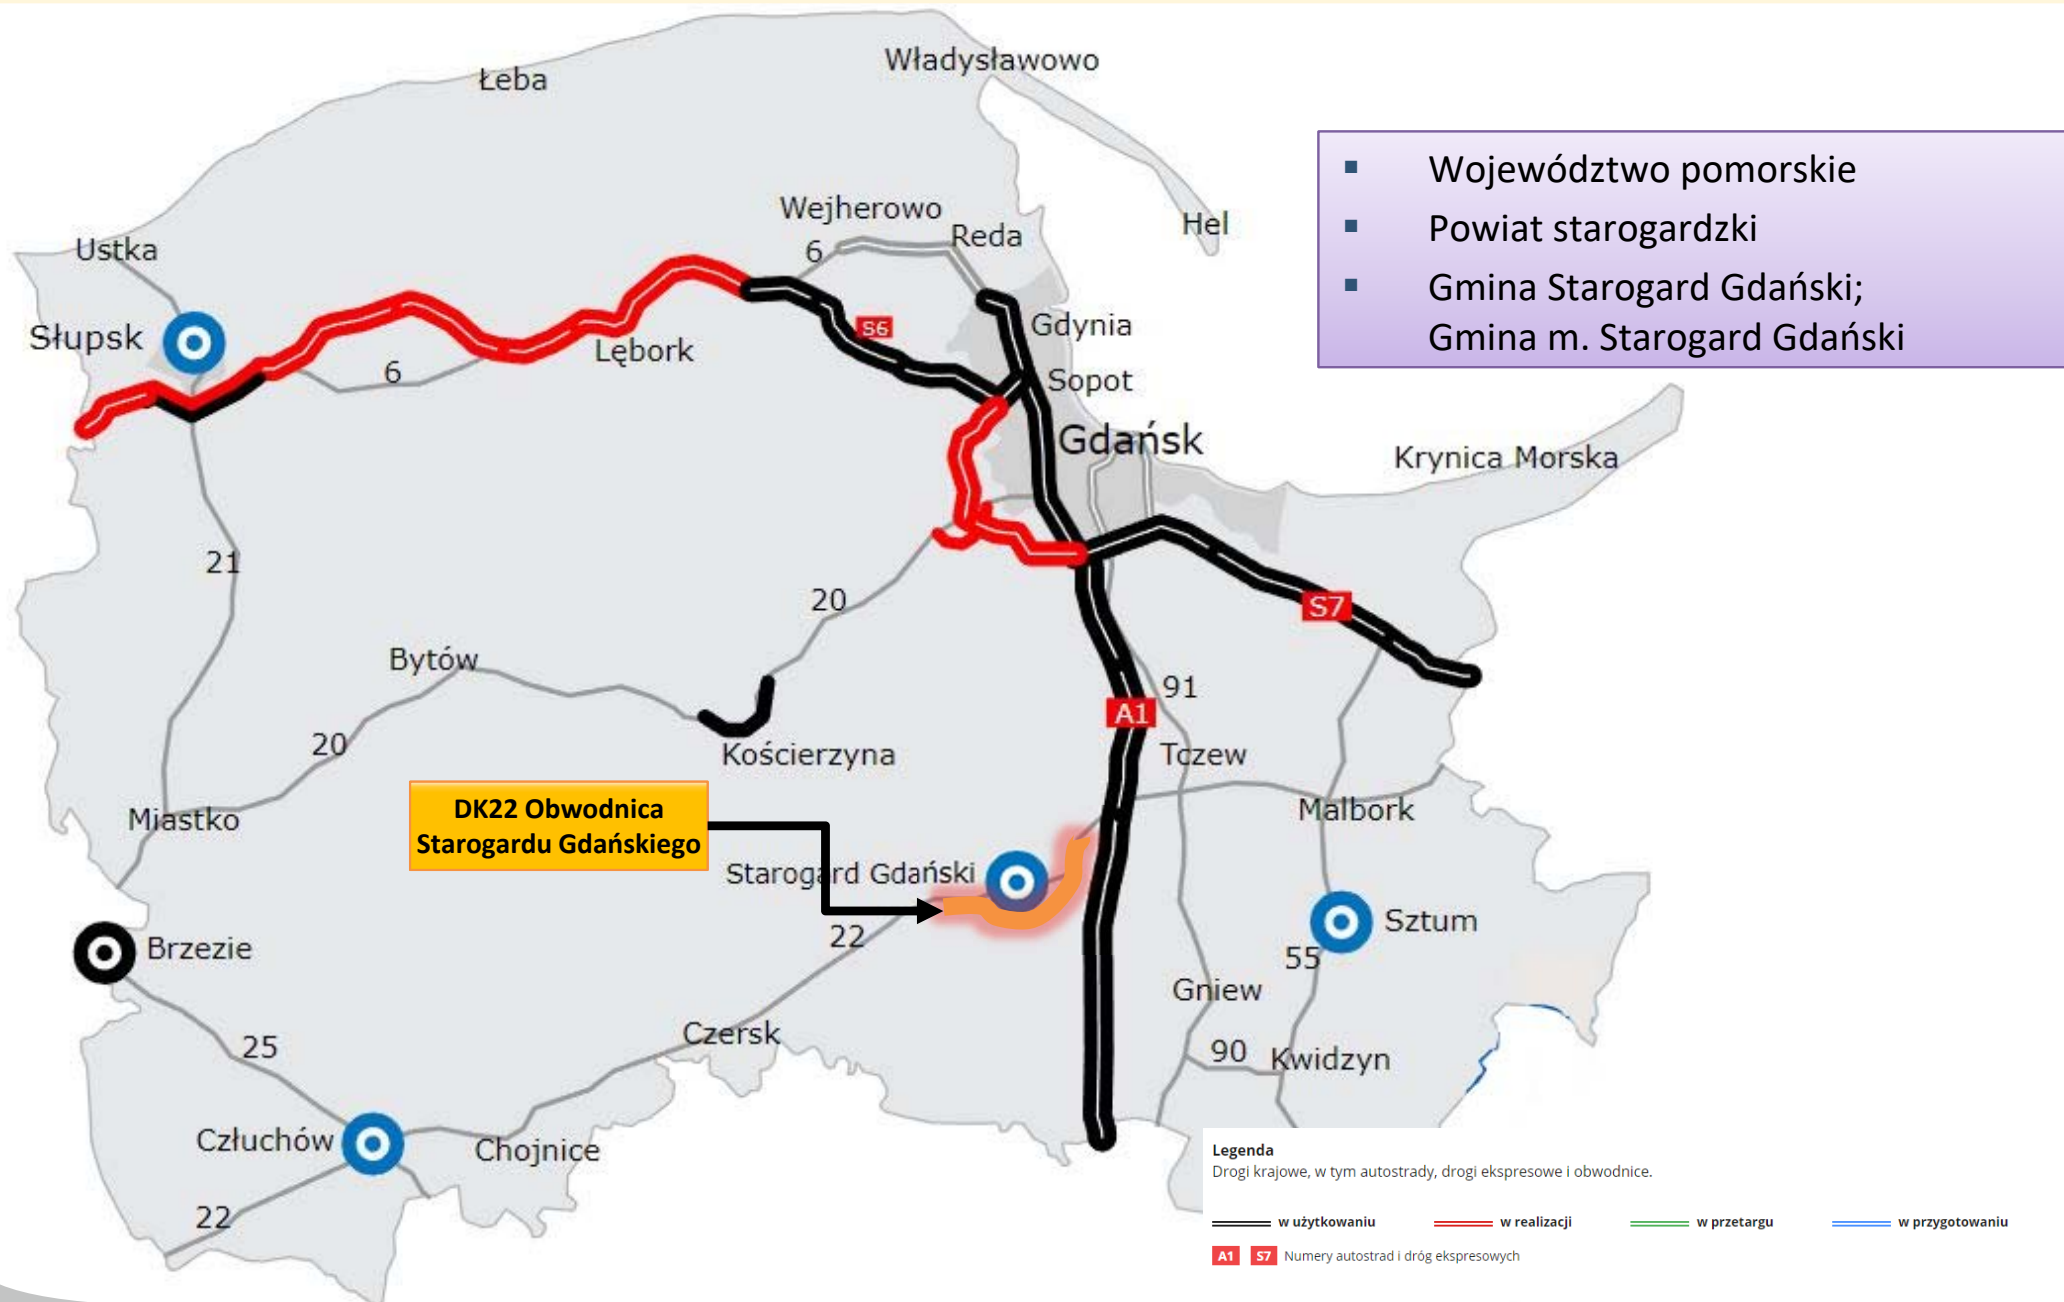 Łeba
Władysławowo
Wejherowo
6
Reda
Hel
Ustka
Słupsk
6
Lębork
S6
Gdynia
Sopot
Gdańsk
Krynica Morska
▪ Województwo pomorskie
▪ Powiat starogardzki
▪ Gmina Starogard Gdański;
Gmina m. Starogard Gdański
21
20
S7
Bytów
91
A1
20
Kościerzyna
Tczew
Miastko
DK22 Obwodnica
Starogardu Gdańskiego
Malbork
Starogard Gdański
22
Sztum
Brzezie
55
Gniew
Czersk
25
90
Kwidzyn
Człuchów
Chojnice
22
Legenda
Drogi krajowe, w tym autostrady, drogi ekspresowe i obwodnice.
w użytkowaniu w realizacji w przetargu w przygotowaniu
A1 S7 Numery autostrad i dróg ekspresowych